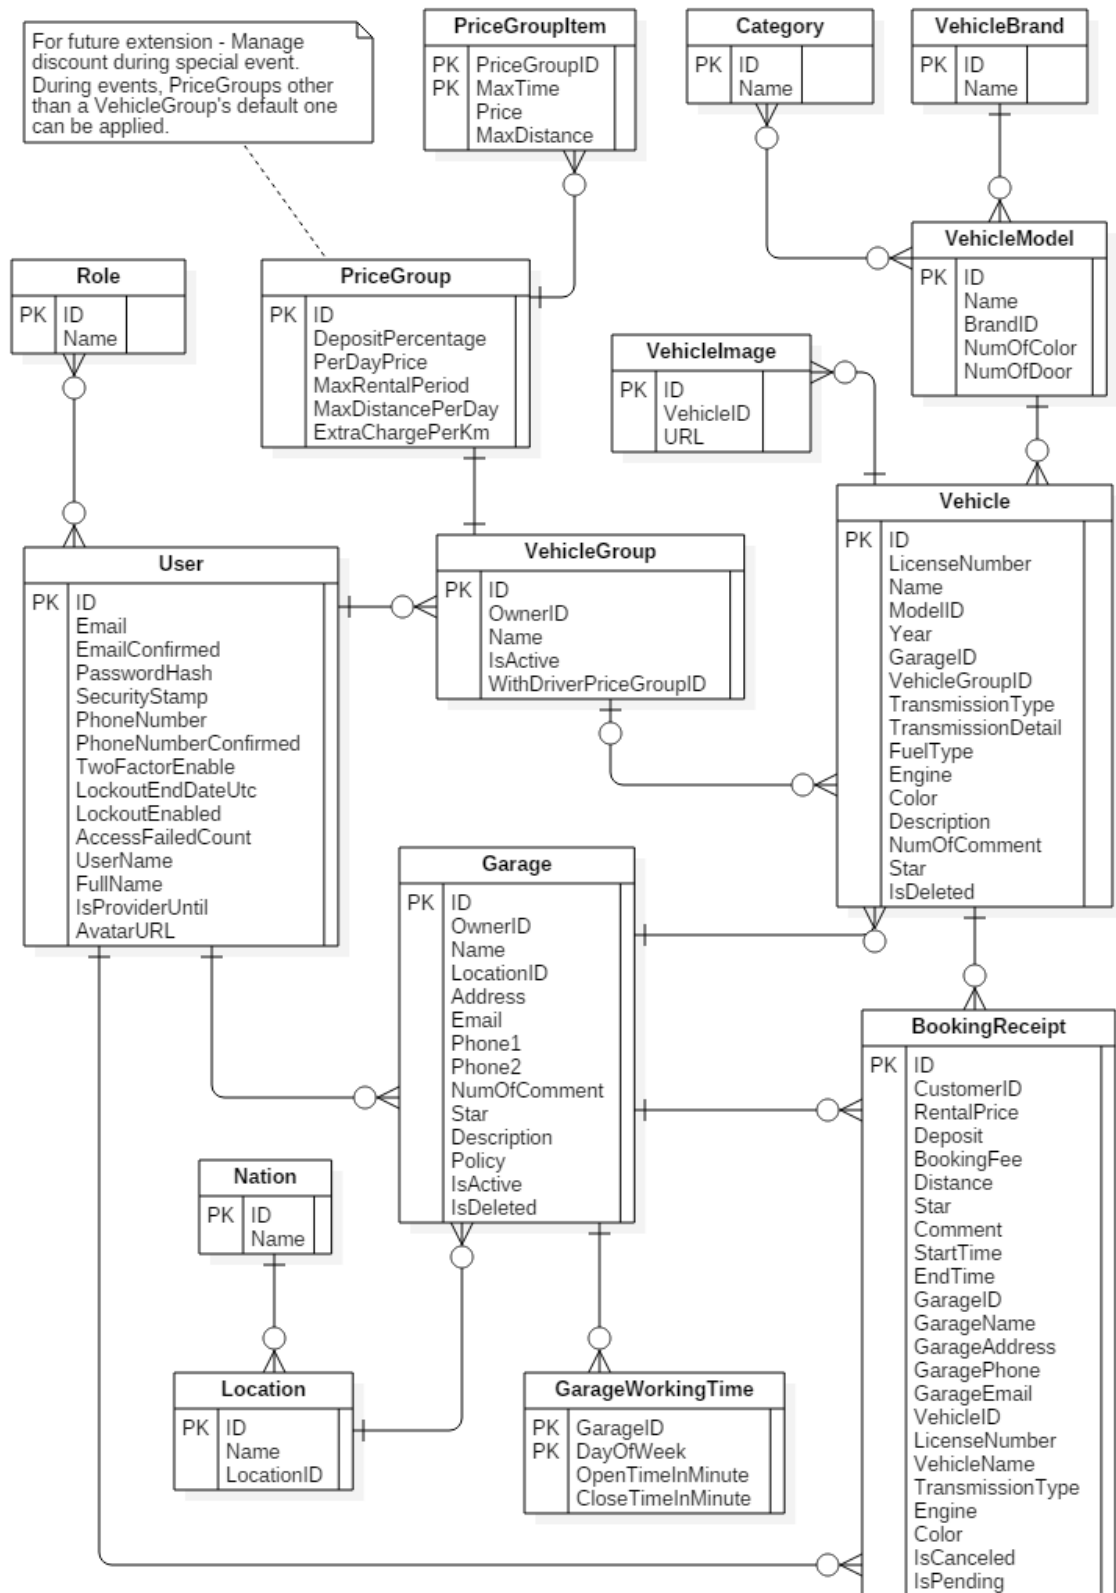 For future extension - Manage
discount during special event.
During events, PriceGroups other
than a VehicleGroup's default one
can be applied.
PriceGroupItem
PK PriceGroupID
PK MaxTime
Price
MaxDistance
Category
PK ID
Name
VehicleBrand
PK ID
Name
Role
PK ID
Name
PriceGroup
PK ID
DepositPercentage
PerDayPrice
MaxRentalPeriod
MaxDistancePerDay
ExtraChargePerKm
VehicleImage
PK ID
VehicleID
URL
VehicleModel
PK ID
Name
BrandID
NumOfColor
NumOfDoor
User
PK ID
Email
EmailConfirmed
PasswordHash
SecurityStamp
PhoneNumber
PhoneNumberConfirmed
TwoFactorEnable
LockoutEndDateUtc
LockoutEnabled
AccessFailedCount
UserName
FullName
IsProviderUntil
AvatarURL
VehicleGroup
PK ID
OwnerID
Name
IsActive
WithDriverPriceGroupID
Vehicle
PK ID
LicenseNumber
Name
ModelID
Year
GarageID
VehicleGroupID
TransmissionType
TransmissionDetail
FuelType
Engine
Color
Description
NumOfComment
Star
IsDeleted
Garage
PK ID
OwnerID
Name
LocationID
Address
Email
Phone1
Phone2
NumOfComment
Star
Description
Policy
IsActive
IsDeleted
BookingReceipt
PK ID
CustomerID
RentalPrice
Deposit
BookingFee
Distance
Star
Comment
StartTime
EndTime
GarageID
GarageName
GarageAddress
GaragePhone
GarageEmail
VehicleID
LicenseNumber
VehicleName
TransmissionType
Engine
Color
IsCanceled
IsPending
Nation
PK ID
Name
Location
PK ID
Name
LocationID
GarageWorkingTime
PK GarageID
PK DayOfWeek
OpenTimeInMinute
CloseTimeInMinute